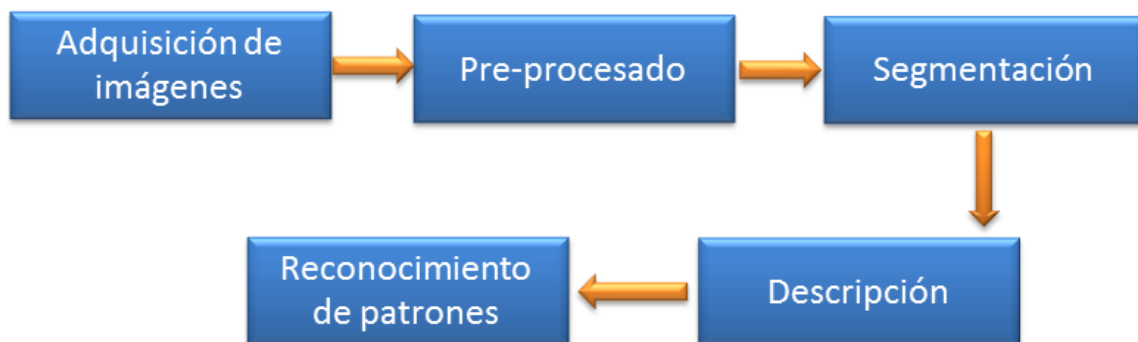 Adquisición de
imágenes
Pre-procesado
Segmentación
Descripción
Reconocimiento
de patrones